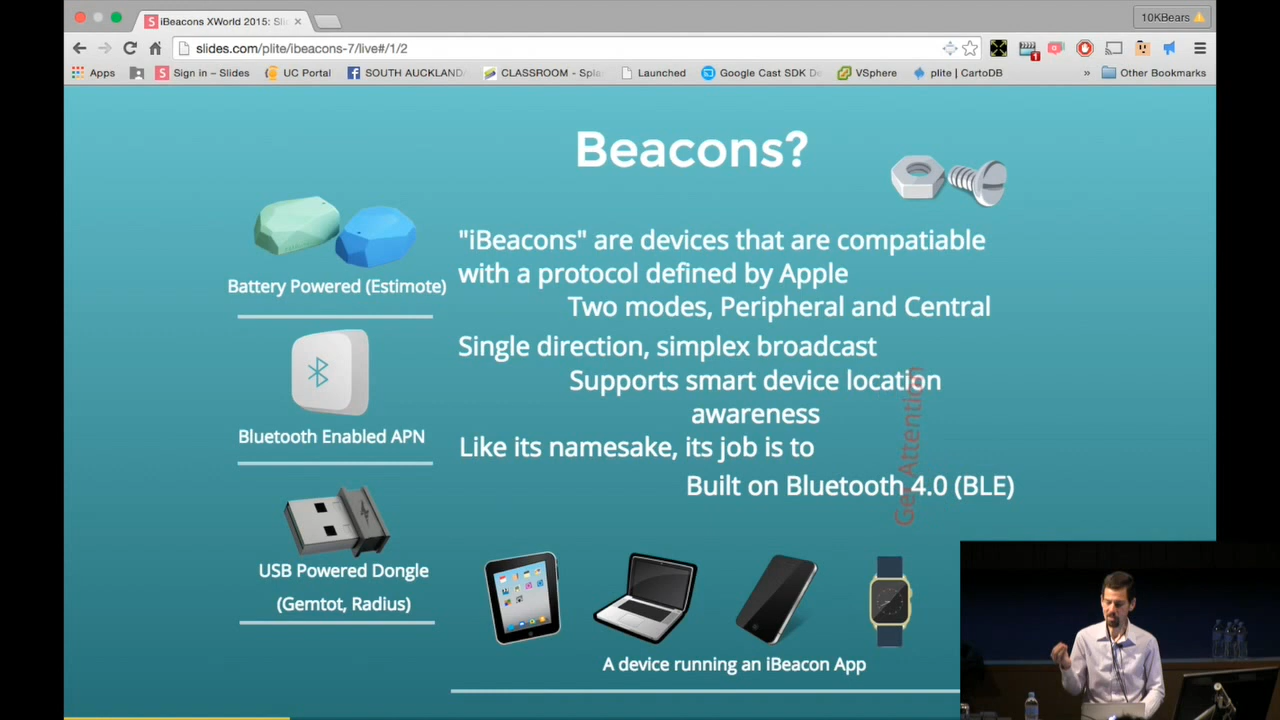 iBeacons XWorld 2015: Sli
10KBears
slides.com/plite/ibeacons-7/live#/1/2
1
Apps
Sign in – Slides
UC Portal
SOUTH AUCKLAND
CLASSROOM - Spla
Launched
Google Cast SDK De
VSphere
plite | CartoDB
»
Other Bookmarks
Beacons?
Battery Powered (Estimote)
Bluetooth Enabled APN
USB Powered Dongle
(Gemtot, Radius)
"iBeacons" are devices that are compatiable
with a protocol defined by Apple
Two modes, Peripheral and Central
Single direction, simplex broadcast
Supports smart device location
awareness
Like its namesake, its job is to
Get Attention
Built on Bluetooth 4.0 (BLE)
A device running an iBeacon App